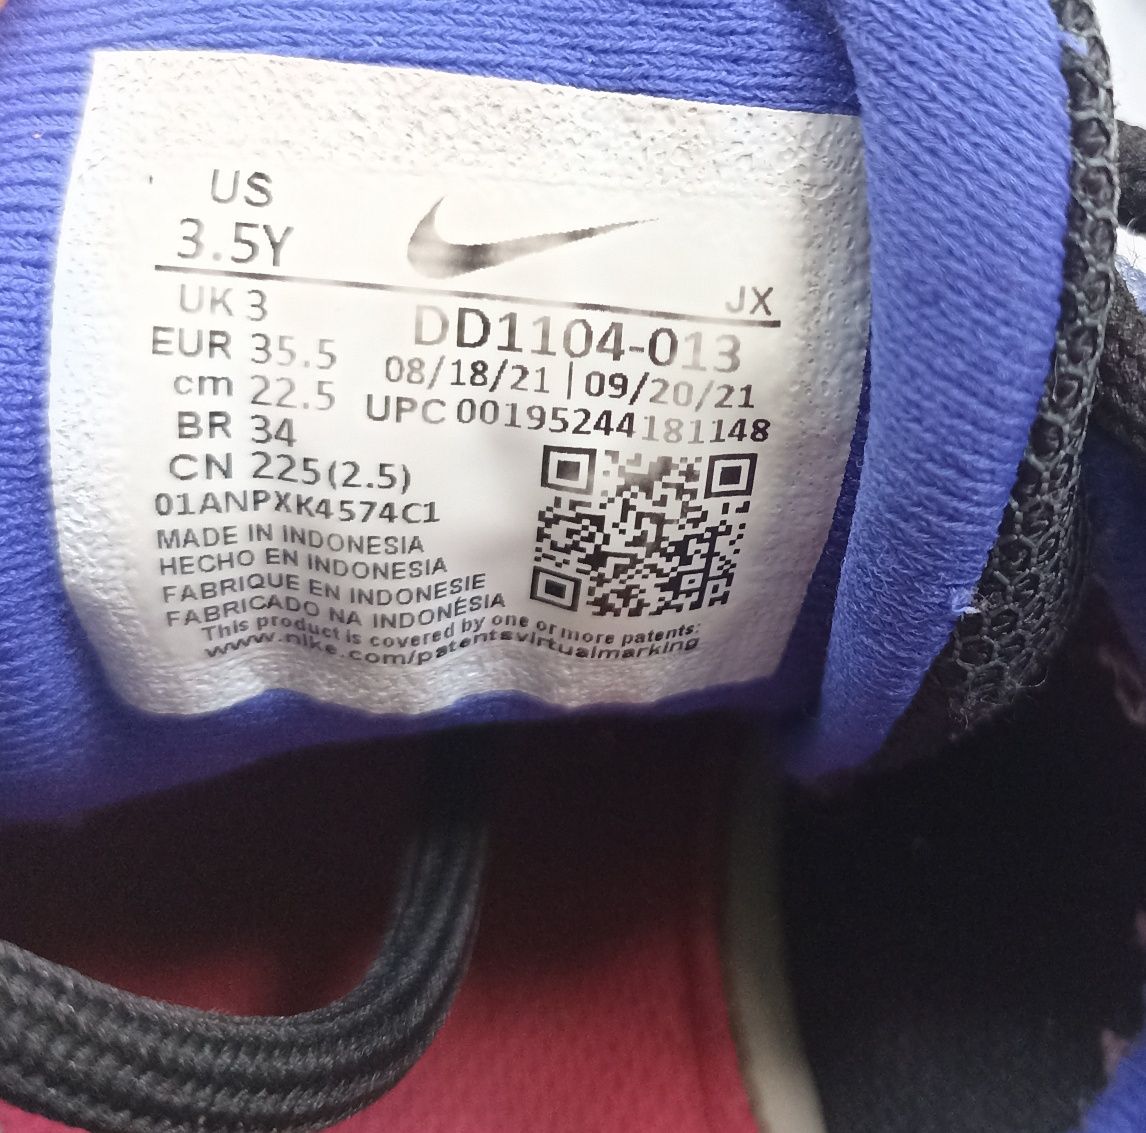 US
3.5Y
JX
UK 3
EUR 35.5
cm 22.5
BR 34
CN 225(2.5)
DD1104-013
08/18/21 | 09/20/21
UPC 00195244181148
01ANPXK4574C1
MADE IN INDONESIA
HECHO EN INDONESIA
FABRIQUE EN INDONESIE
FABRICADO NA INDONÉSIA
This product is covered by one or more patents:
www.nike.com/patentsvirtualmarking